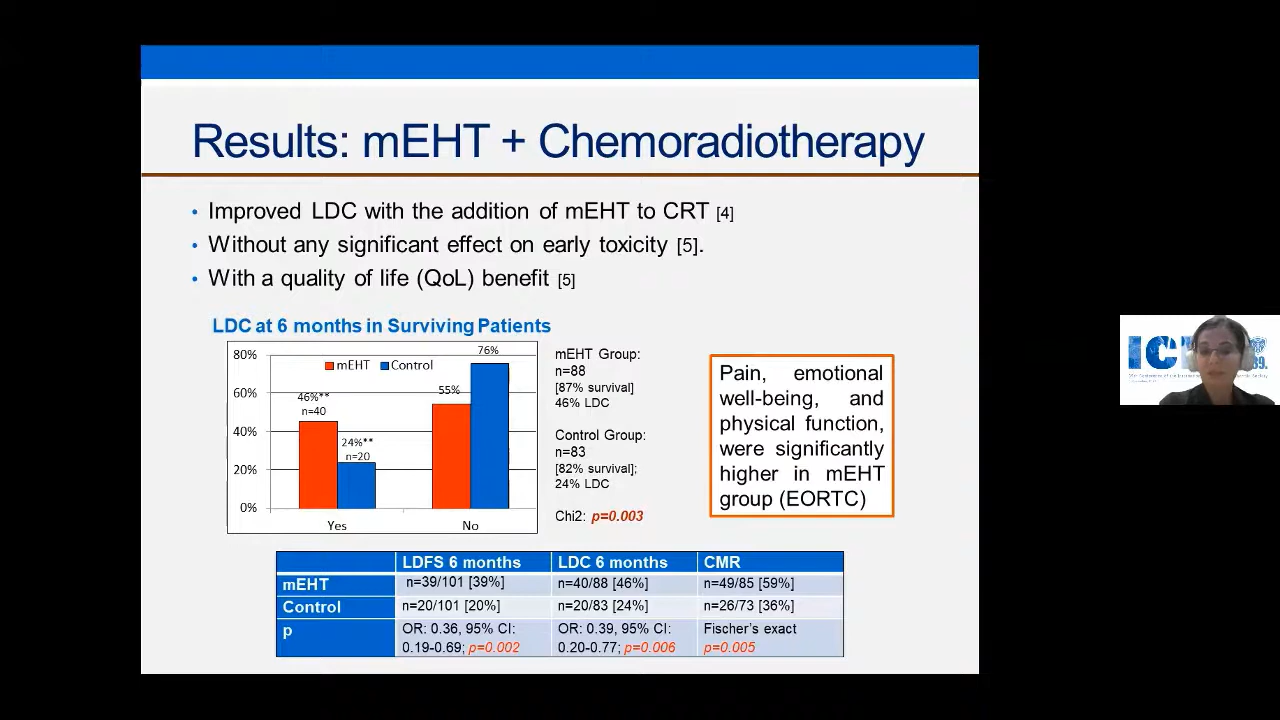 Results: mEHT + Chemoradiotherapy
• Improved LDC with the addition of mEHT to CRT [4]
• Without any significant effect on early toxicity [5].
• With a quality of life (QoL) benefit [5]
LDC at 6 months in Surviving Patients
80%
60%
40%
20%
0%
mEHT Control
46%**
n=40
24%**
n=20
55%
76%
Yes No
mEHT Group:
n=88
[87% survival]
46% LDC
Control Group:
n=83
[82% survival];
24% LDC
Chi2: p=0.003
Pain, emotional
well-being, and
physical function,
were significantly
higher in mEHT
group (EORTC)
LDFS 6 months LDC 6 months CMR
mEHT n=39/101 [39%] n=40/88 [46%] n=49/85 [59%]
Control n=20/101 [20%] n=20/83 [24%] n=26/73 [36%]
p OR: 0.36, 95% CI: OR: 0.39, 95% CI: Fischer's exact
0.19-0.69; p=0.002 0.20-0.77; p=0.006 p=0.005